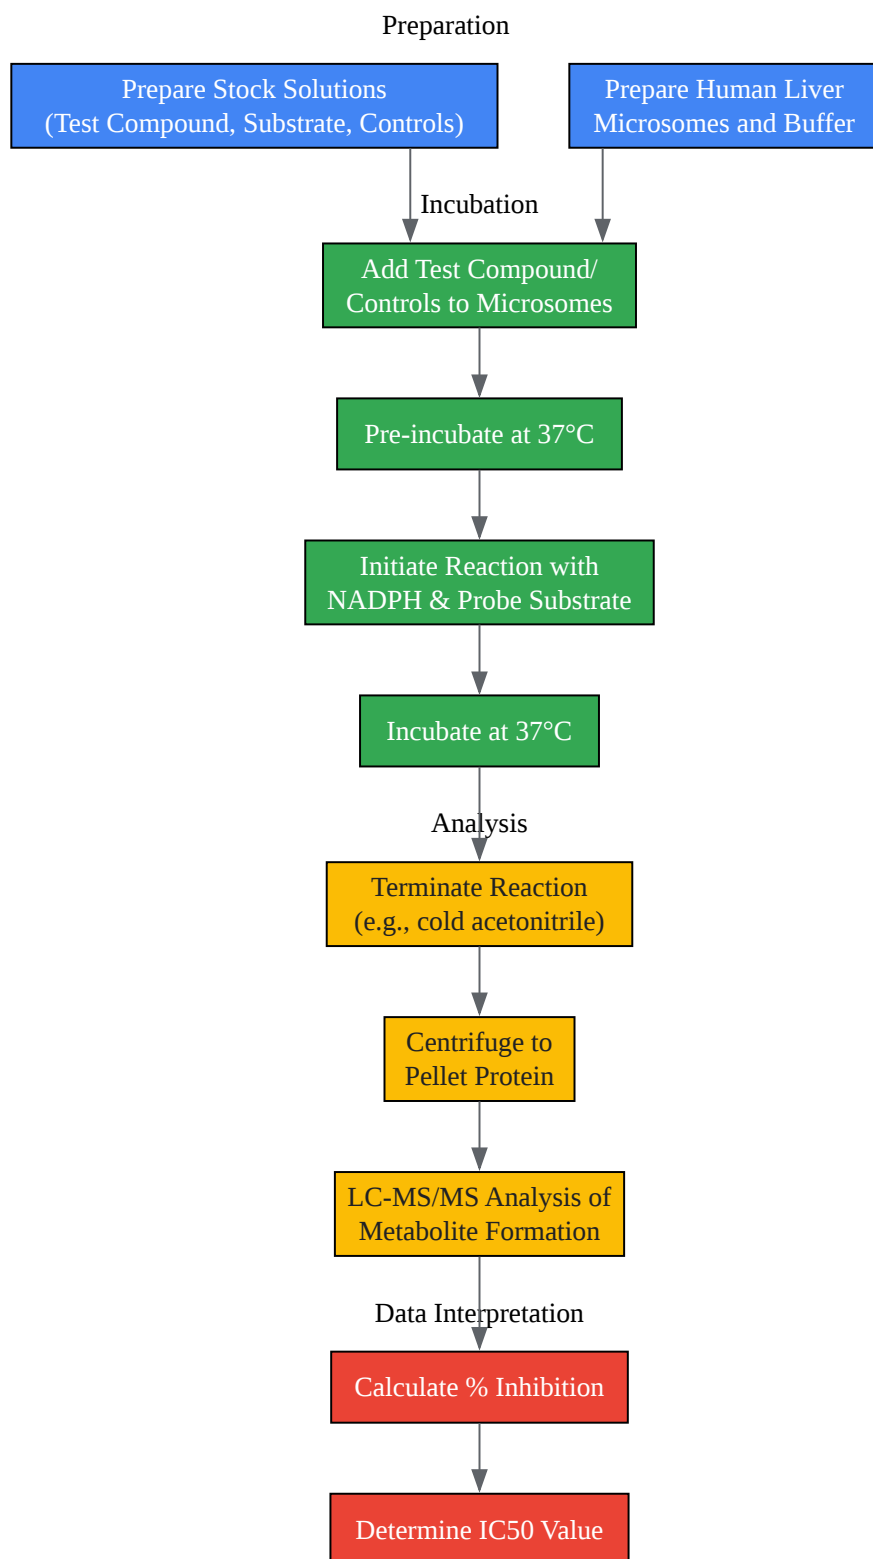 Preparation
Prepare Stock Solutions
(Test Compound, Substrate, Controls)
Prepare Human Liver
Microsomes and Buffer
Incubation
Add Test Compound/
Controls to Microsomes
Pre-incubate at 37°C
Initiate Reaction with
NADPH & Probe Substrate
Incubate at 37°C
Analysis
Terminate Reaction
(e.g., cold acetonitrile)
Centrifuge to
Pellet Protein
LC-MS/MS Analysis of
Metabolite Formation
Data Interpretation
Calculate % Inhibition
Determine IC50 Value